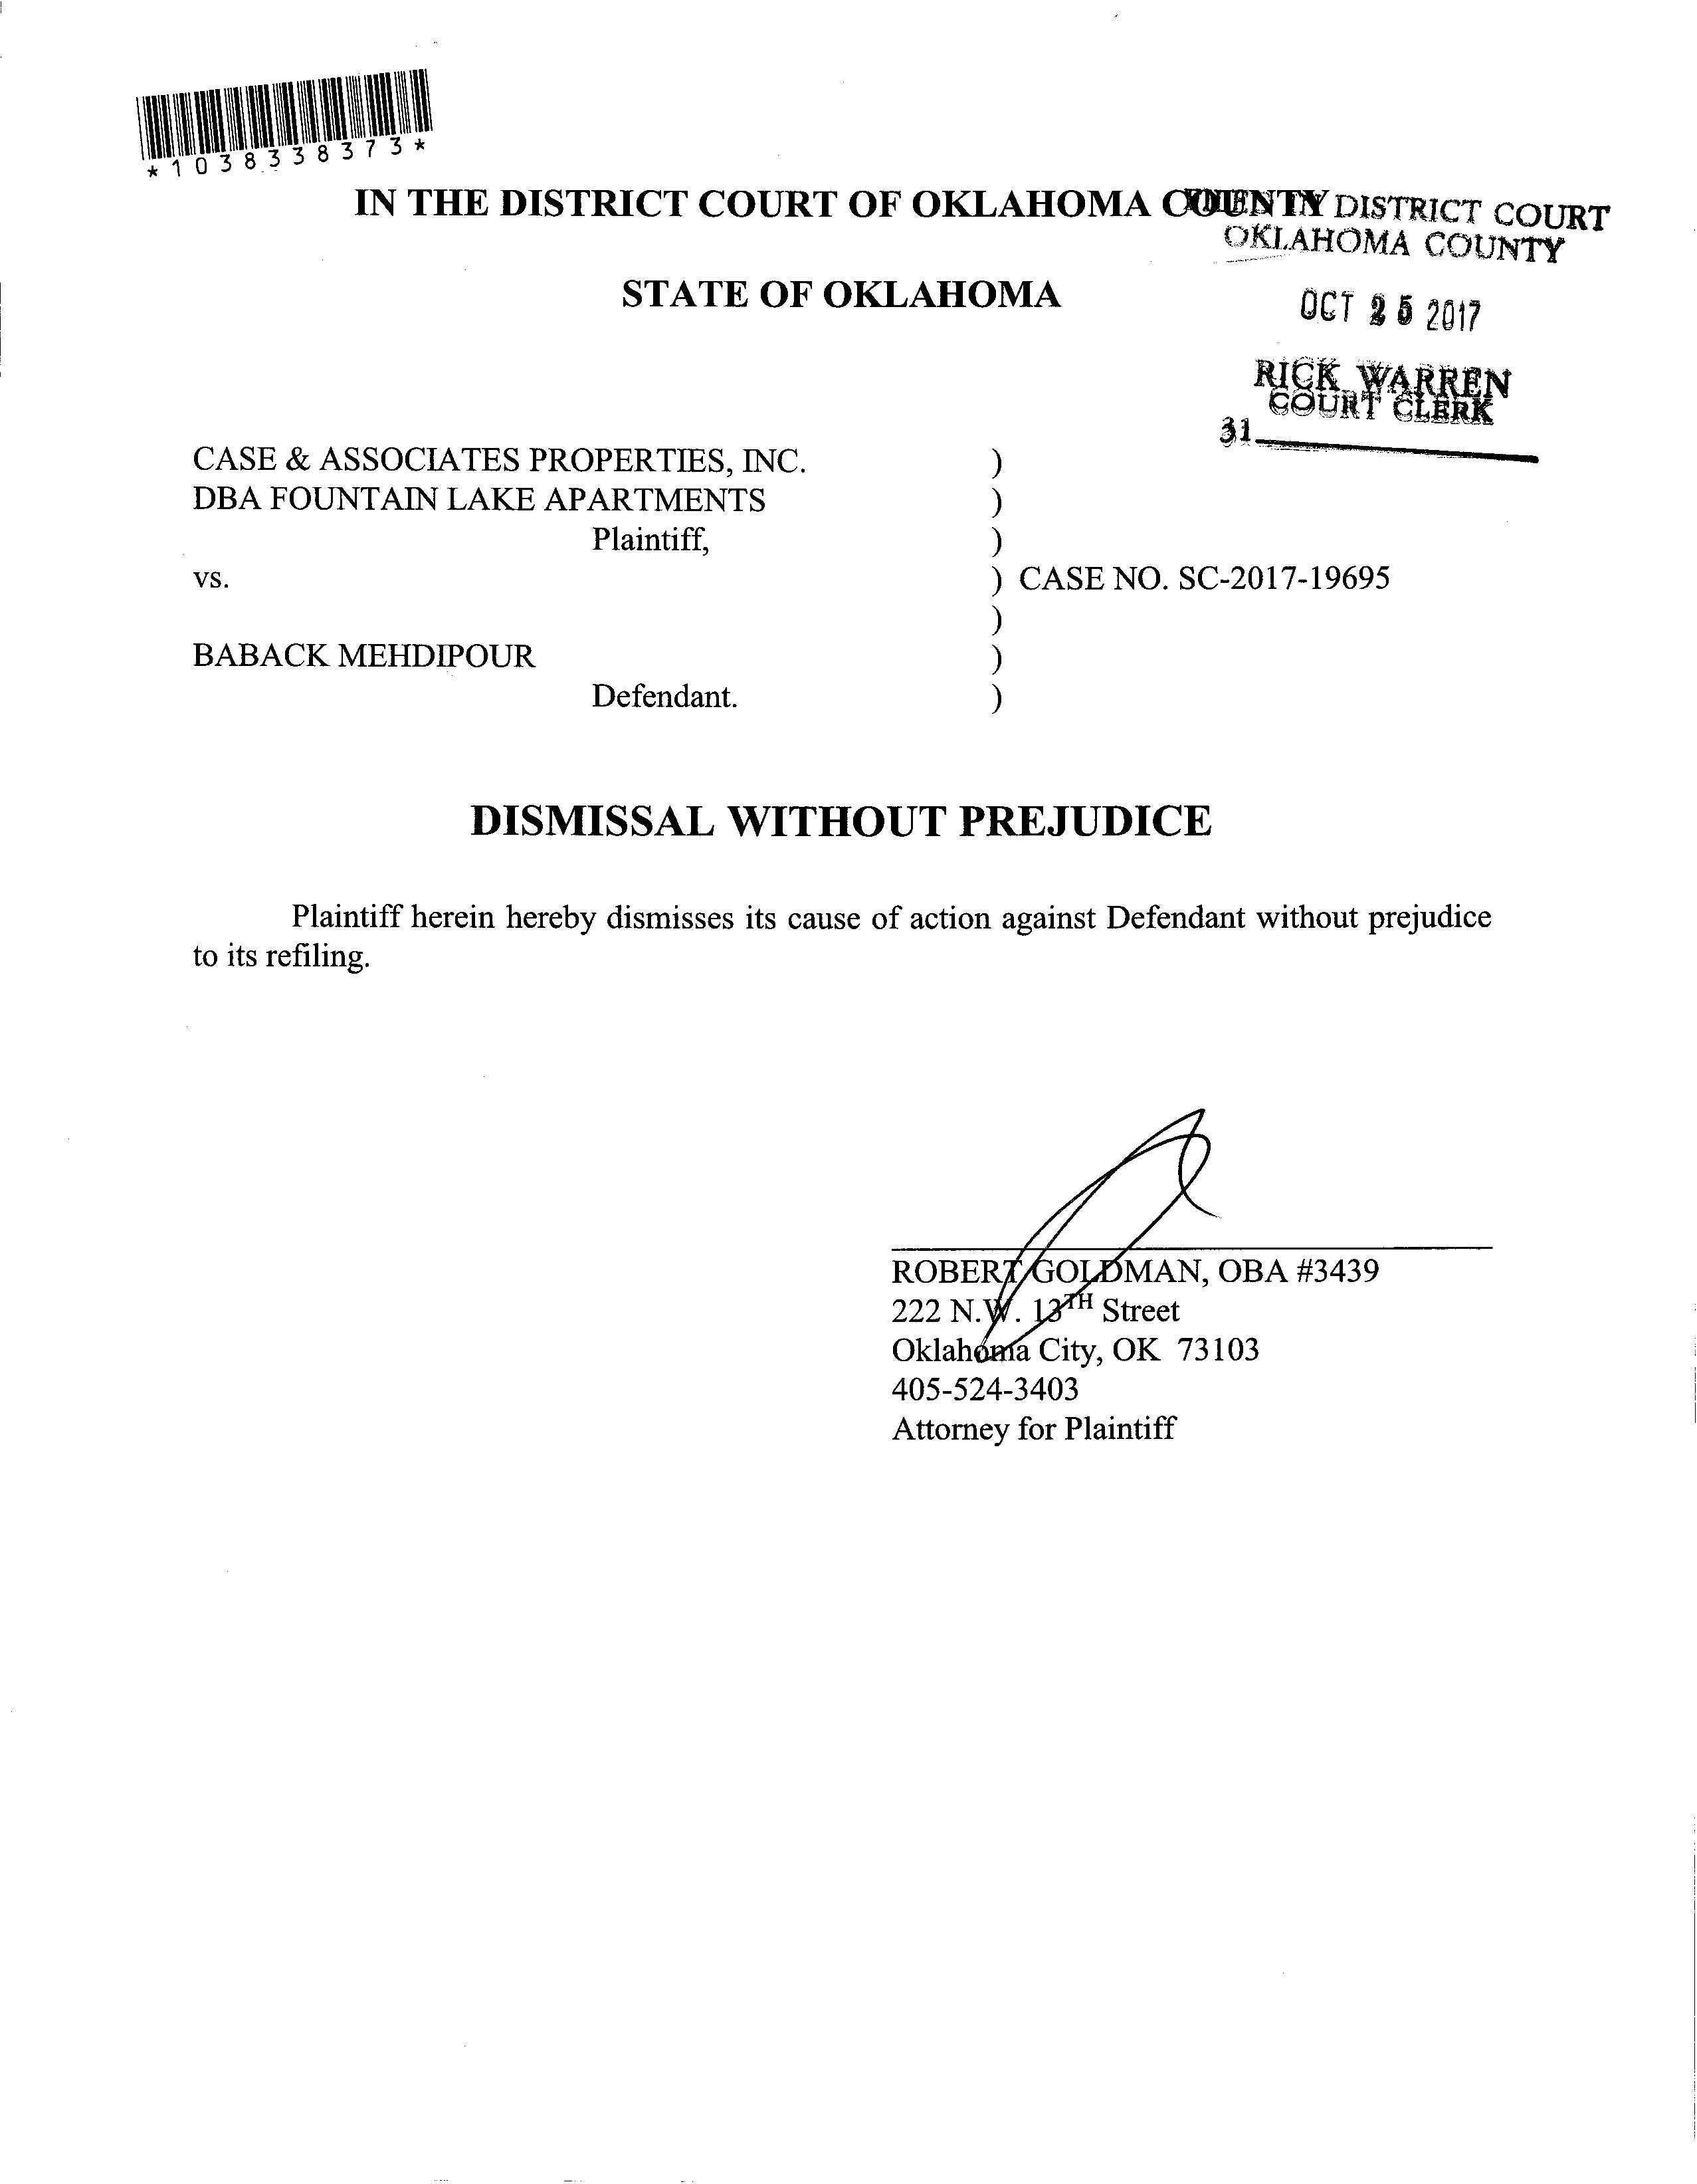 *1038338373*
IN THE DISTRICT COURT OF OKLAHOMA COUNTY
FILED IN DISTRICT COURT
OKLAHOMA COUNTY
STATE OF OKLAHOMA
OCT 25 2017
RICK WARREN
COURT CLERK
31
CASE & ASSOCIATES PROPERTIES, INC. )
DBA FOUNTAIN LAKE APARTMENTS )
Plaintiff, )
vs. ) CASE NO. SC-2017-19695
)
BABACK MEHDIPOUR )
Defendant. )
DISMISSAL WITHOUT PREJUDICE
Plaintiff herein hereby dismisses its cause of action against Defendant without prejudice
to its refiling.
ROBERT GOLDMAN, OBA #3439
222 N.W. 13TH Street
Oklahoma City, OK 73103
405-524-3403
Attorney for Plaintiff